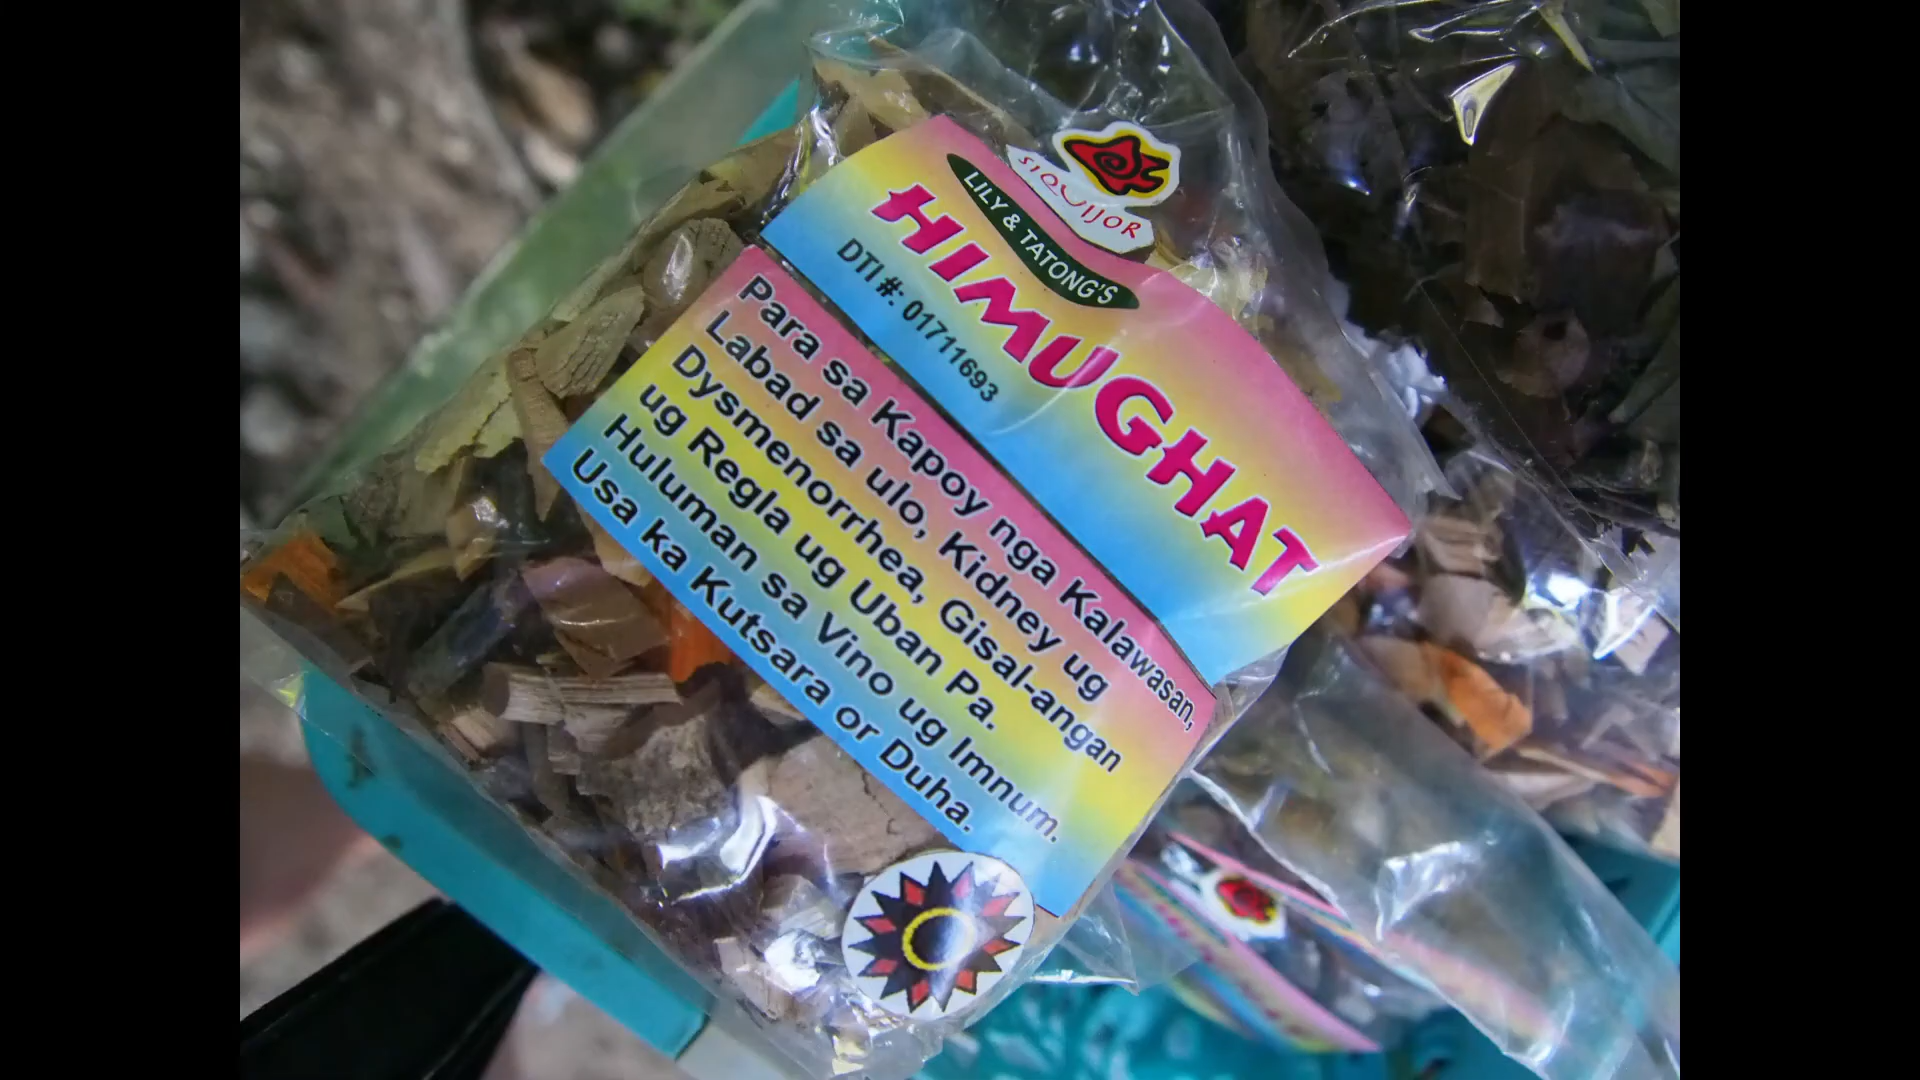 SIQUIJOR
LILY & TATONG'S
HIMUGHAT
DTI #: 01711693
Para sa Kapoy nga Kalawasan,
Labad sa ulo, Kidney ug
Dysmenorrhea, Gisal-angan
ug Regla ug Uban Pa.
Huluman sa Vino ug Imnum.
Usa ka Kutsara or Duha.